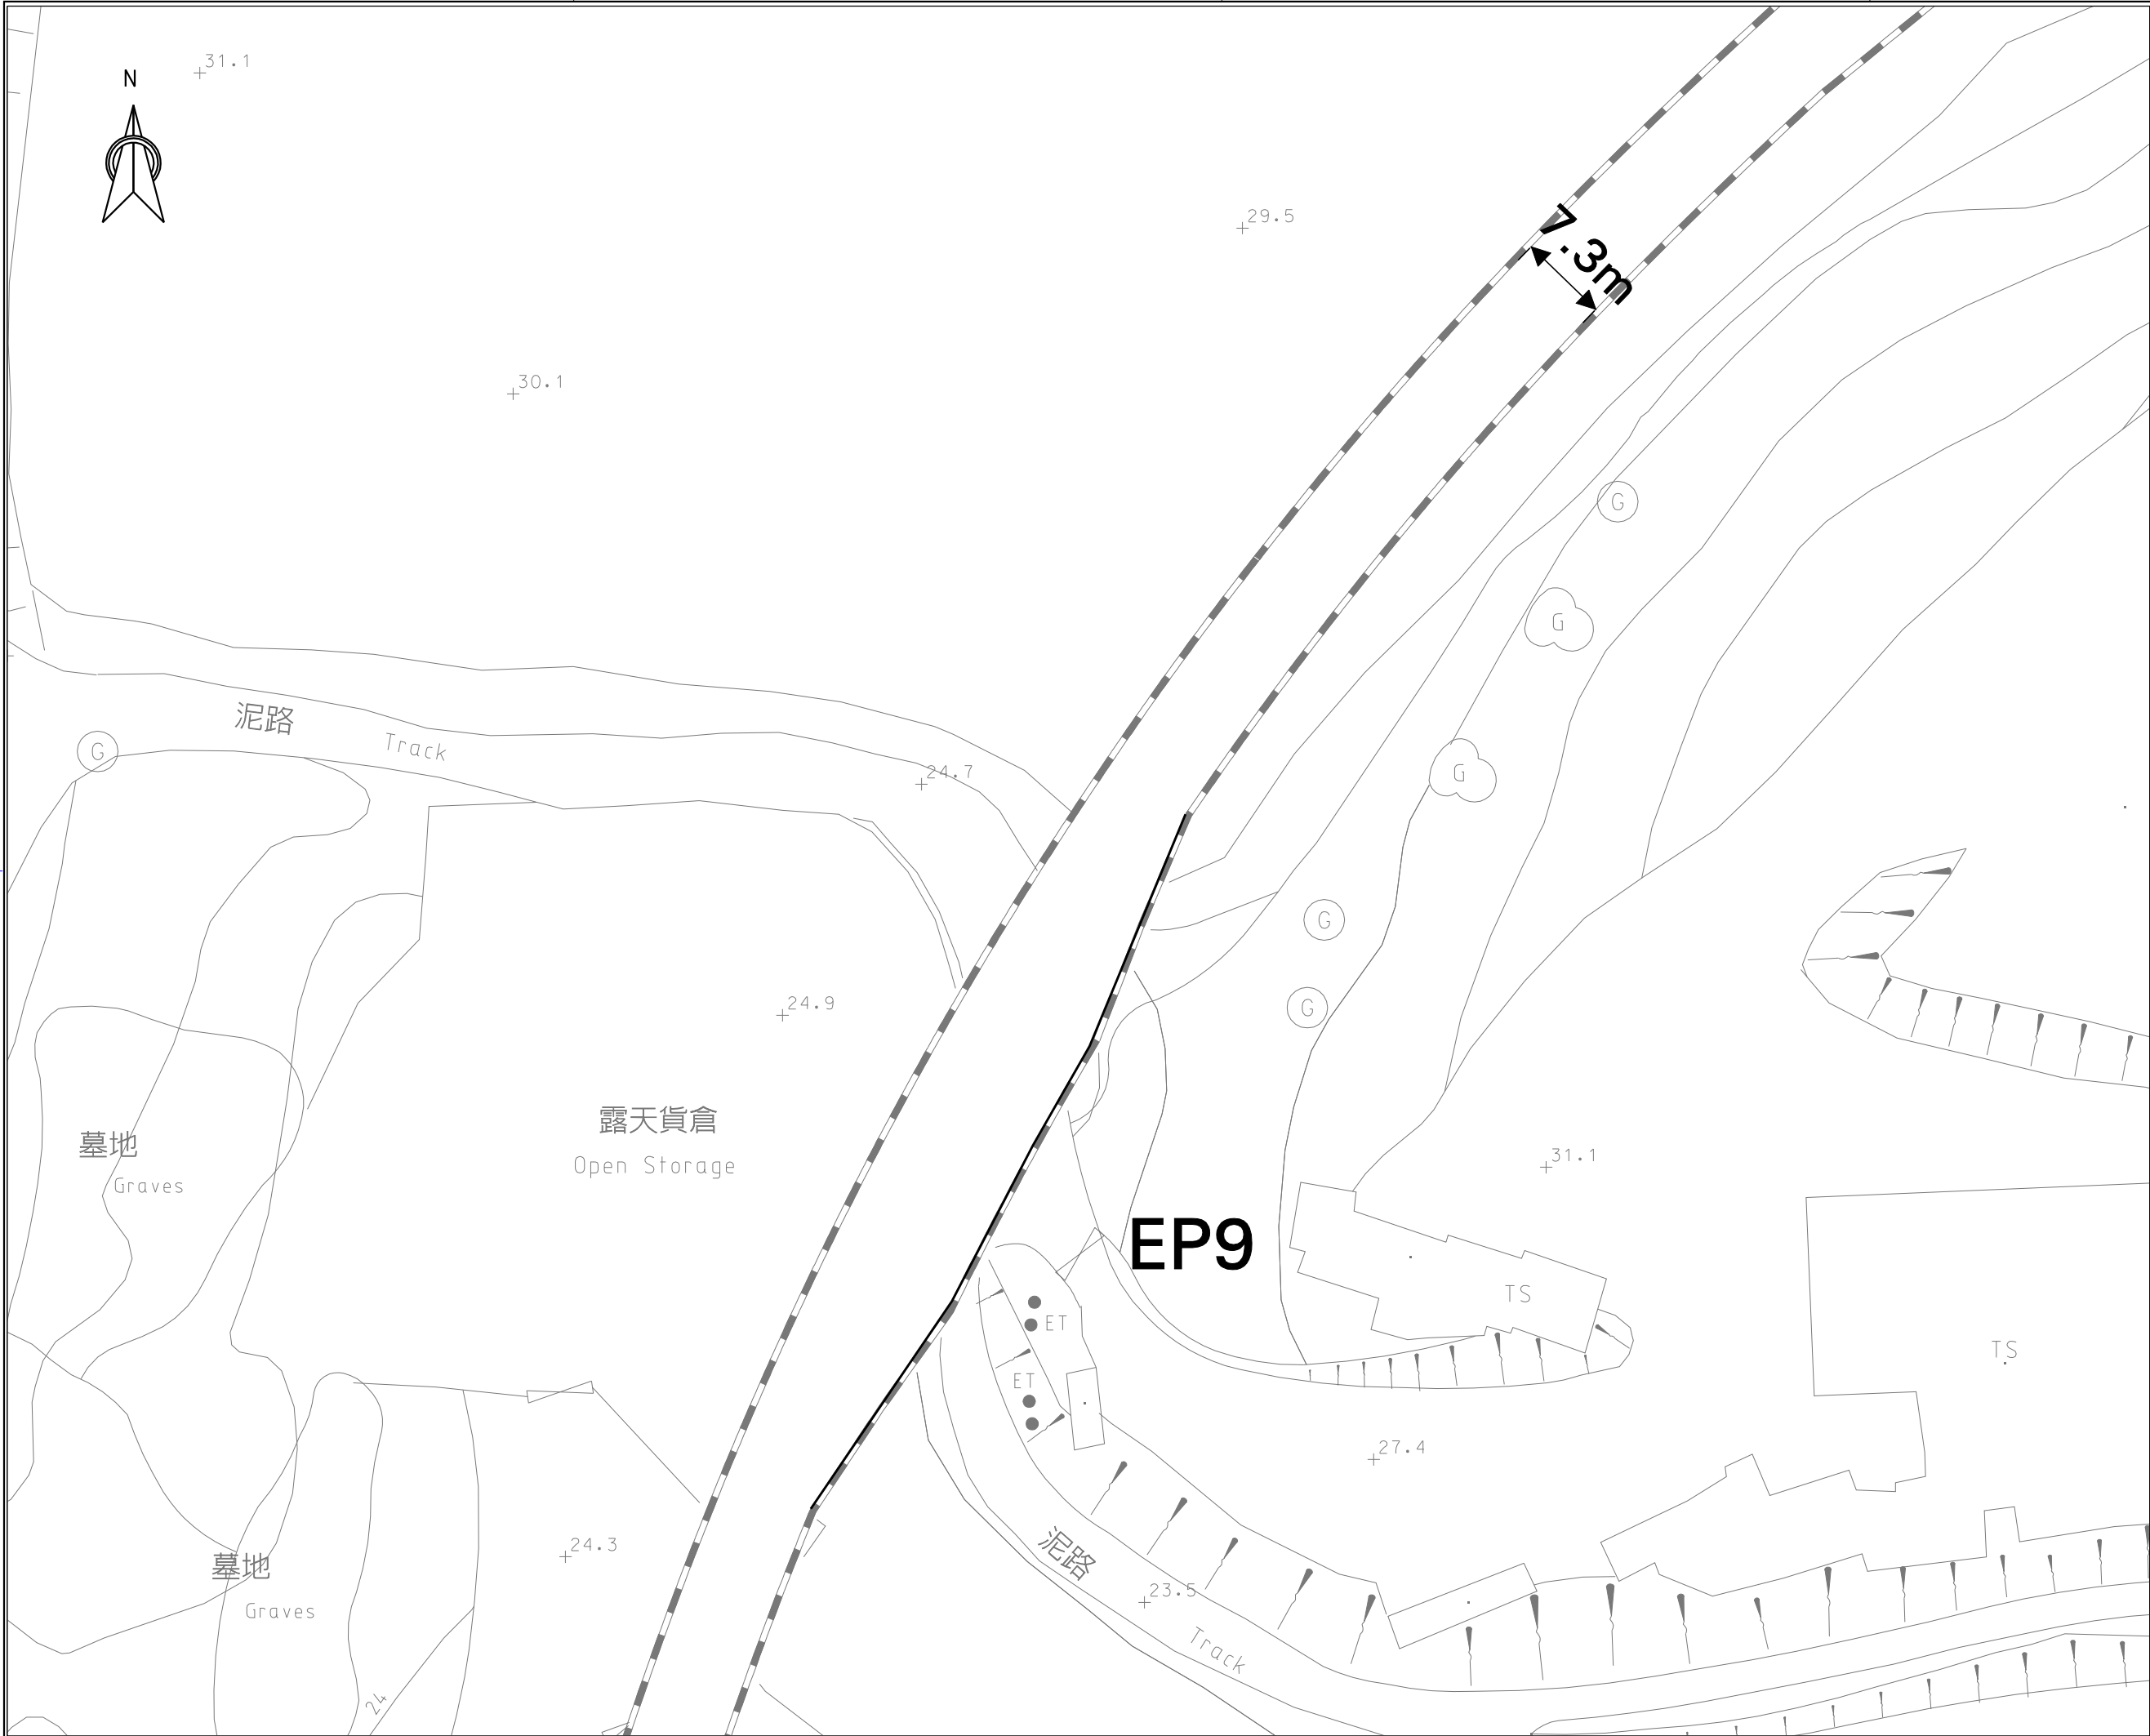 N
31.1
29.5
7.3m
30.1
G
G
泥路
Track
G
G
24.7
G
24.9
G
露天貨倉
Open Storage
墓地
Graves
31.1
EP9
TS
ET
TS
ET
27.4
24.3
泥路
墓地
23.5
Graves
Track
24